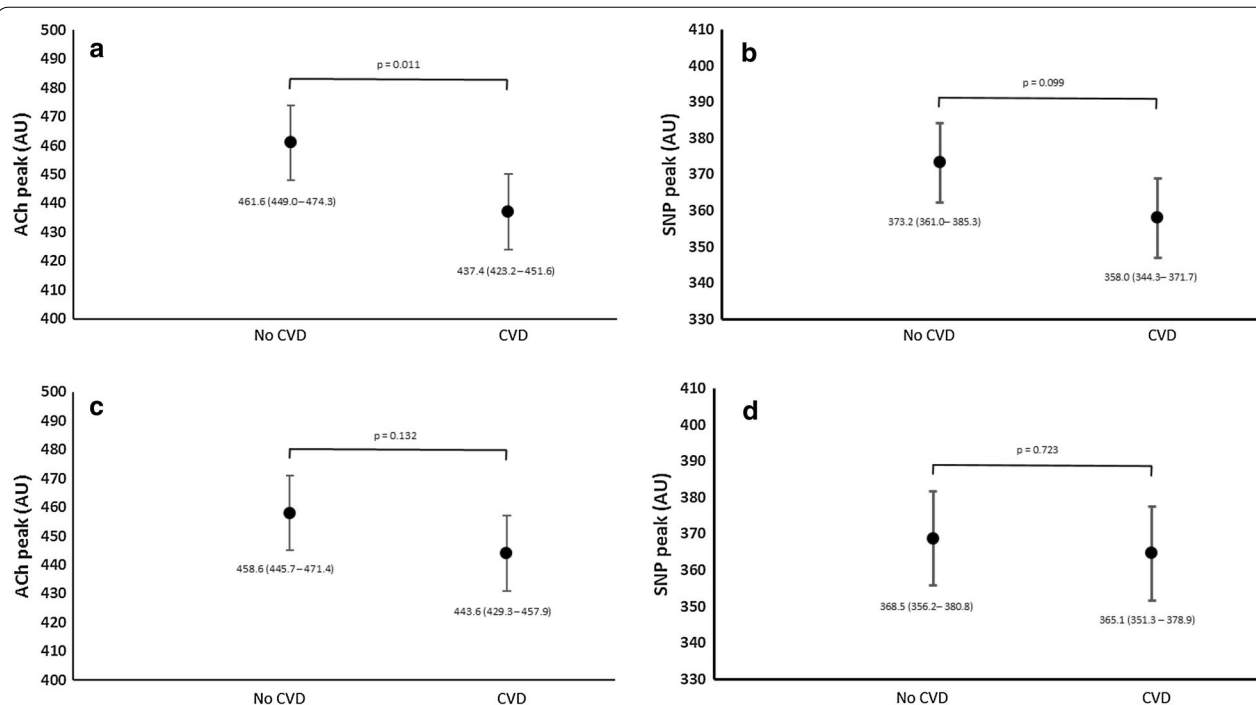 a
ACh peak (AU)
500
490
480
470
460
450
440
430
420
410
400
p = 0.011
461.6 (449.0–474.3)
437.4 (423.2–451.6)
No CVD
CVD
b
SNP peak (AU)
410
400
390
380
370
360
350
340
330
p = 0.099
373.2 (361.0–385.3)
358.0 (344.3–371.7)
No CVD
CVD
c
ACh peak (AU)
500
490
480
470
460
450
440
430
420
410
400
p = 0.132
458.6 (445.7–471.4)
443.6 (429.3–457.9)
No CVD
CVD
d
SNP peak (AU)
410
400
390
380
370
360
350
340
330
p = 0.723
368.5 (356.2–380.8)
365.1 (351.3–378.9)
No CVD
CVD